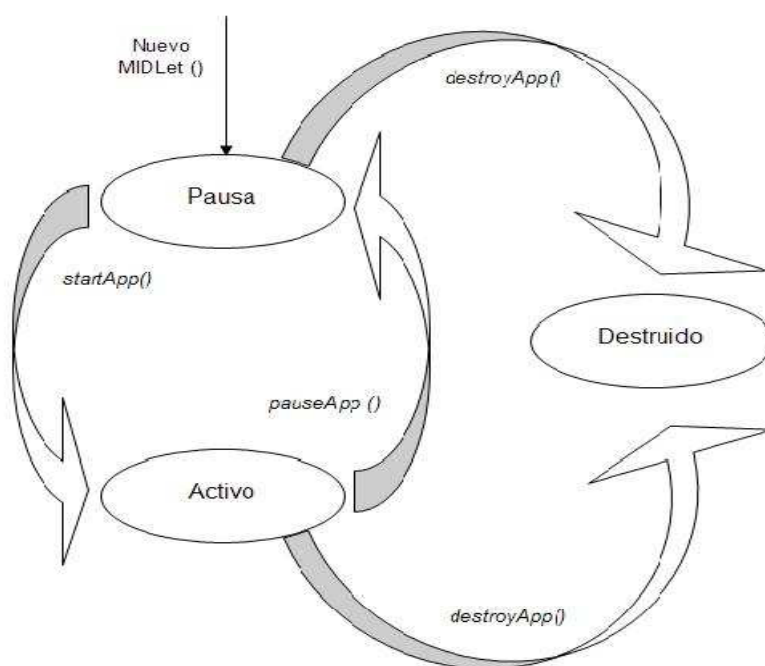 Nuevo
MIDLet ()
destroyApp()
Pausa
startApp()
Destruido
pauseApp ()
Activo
destroyApp()